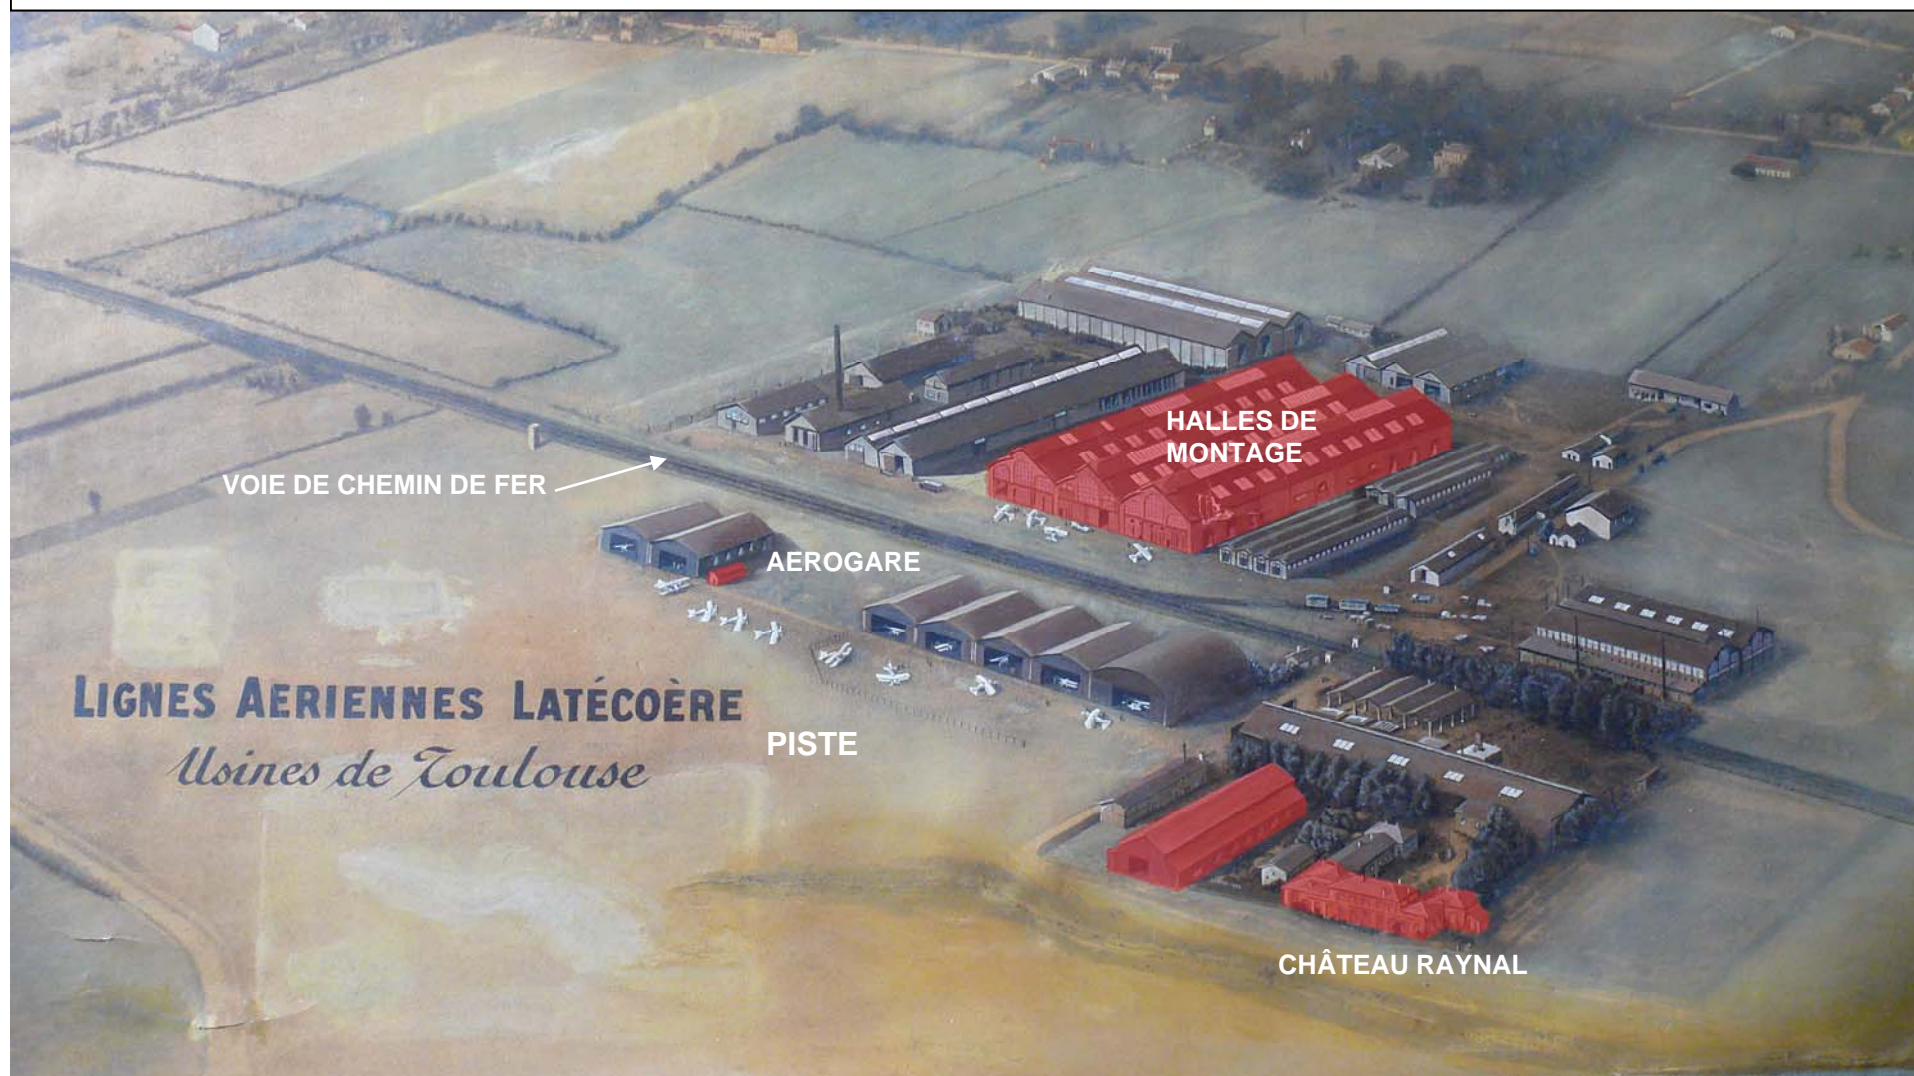 HALLES DE
MONTAGE
VOIE DE CHEMIN DE FER
AEROGARE
LIGNES AERIENNES LATÉCOÈRE
PISTE
Usines de Toulouse
CHÂTEAU RAYNAL